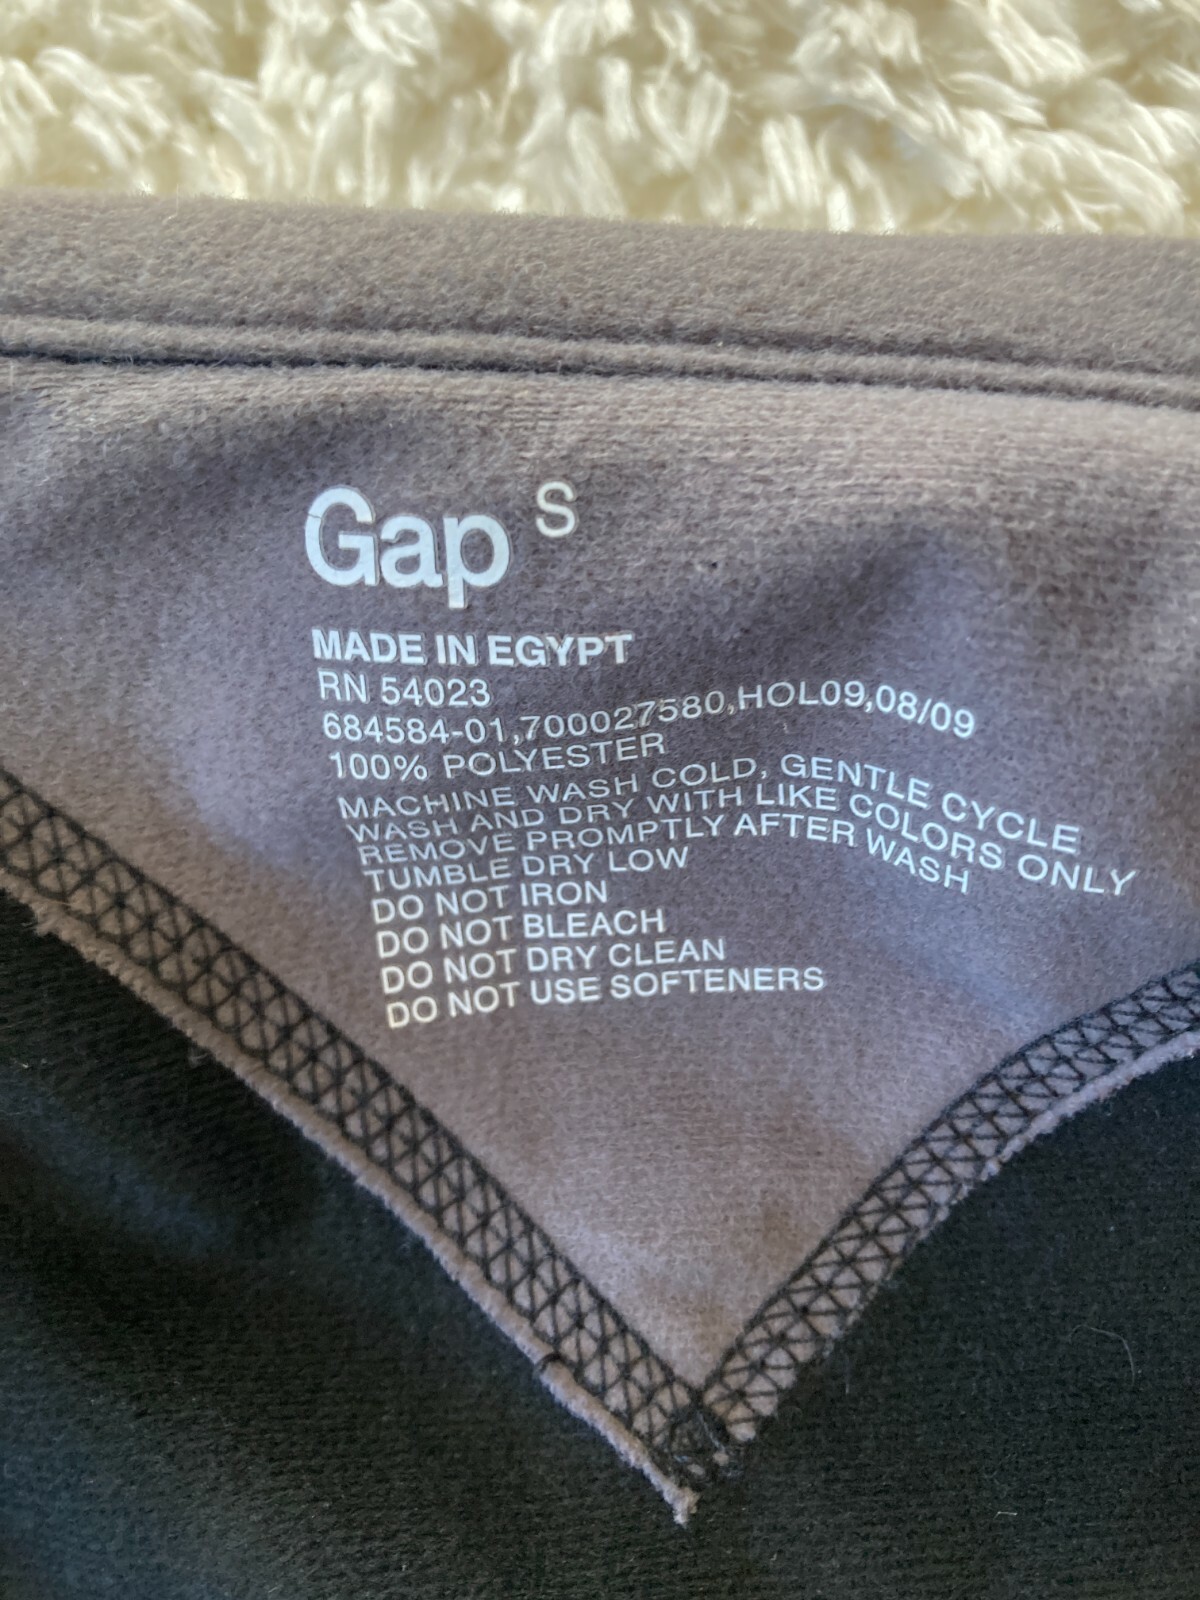 Gap S
MADE IN EGYPT
RN 54023
684584-01,700027580,HOL09,08/09
100% POLYESTER
MACHINE WASH COLD, GENTLE CYCLE
WASH AND DRY WITH LIKE COLORS ONLY
REMOVE PROMPTLY AFTER WASH
TUMBLE DRY LOW
DO NOT IRON
DO NOT BLEACH
DO NOT DRY CLEAN
DO NOT USE SOFTENERS